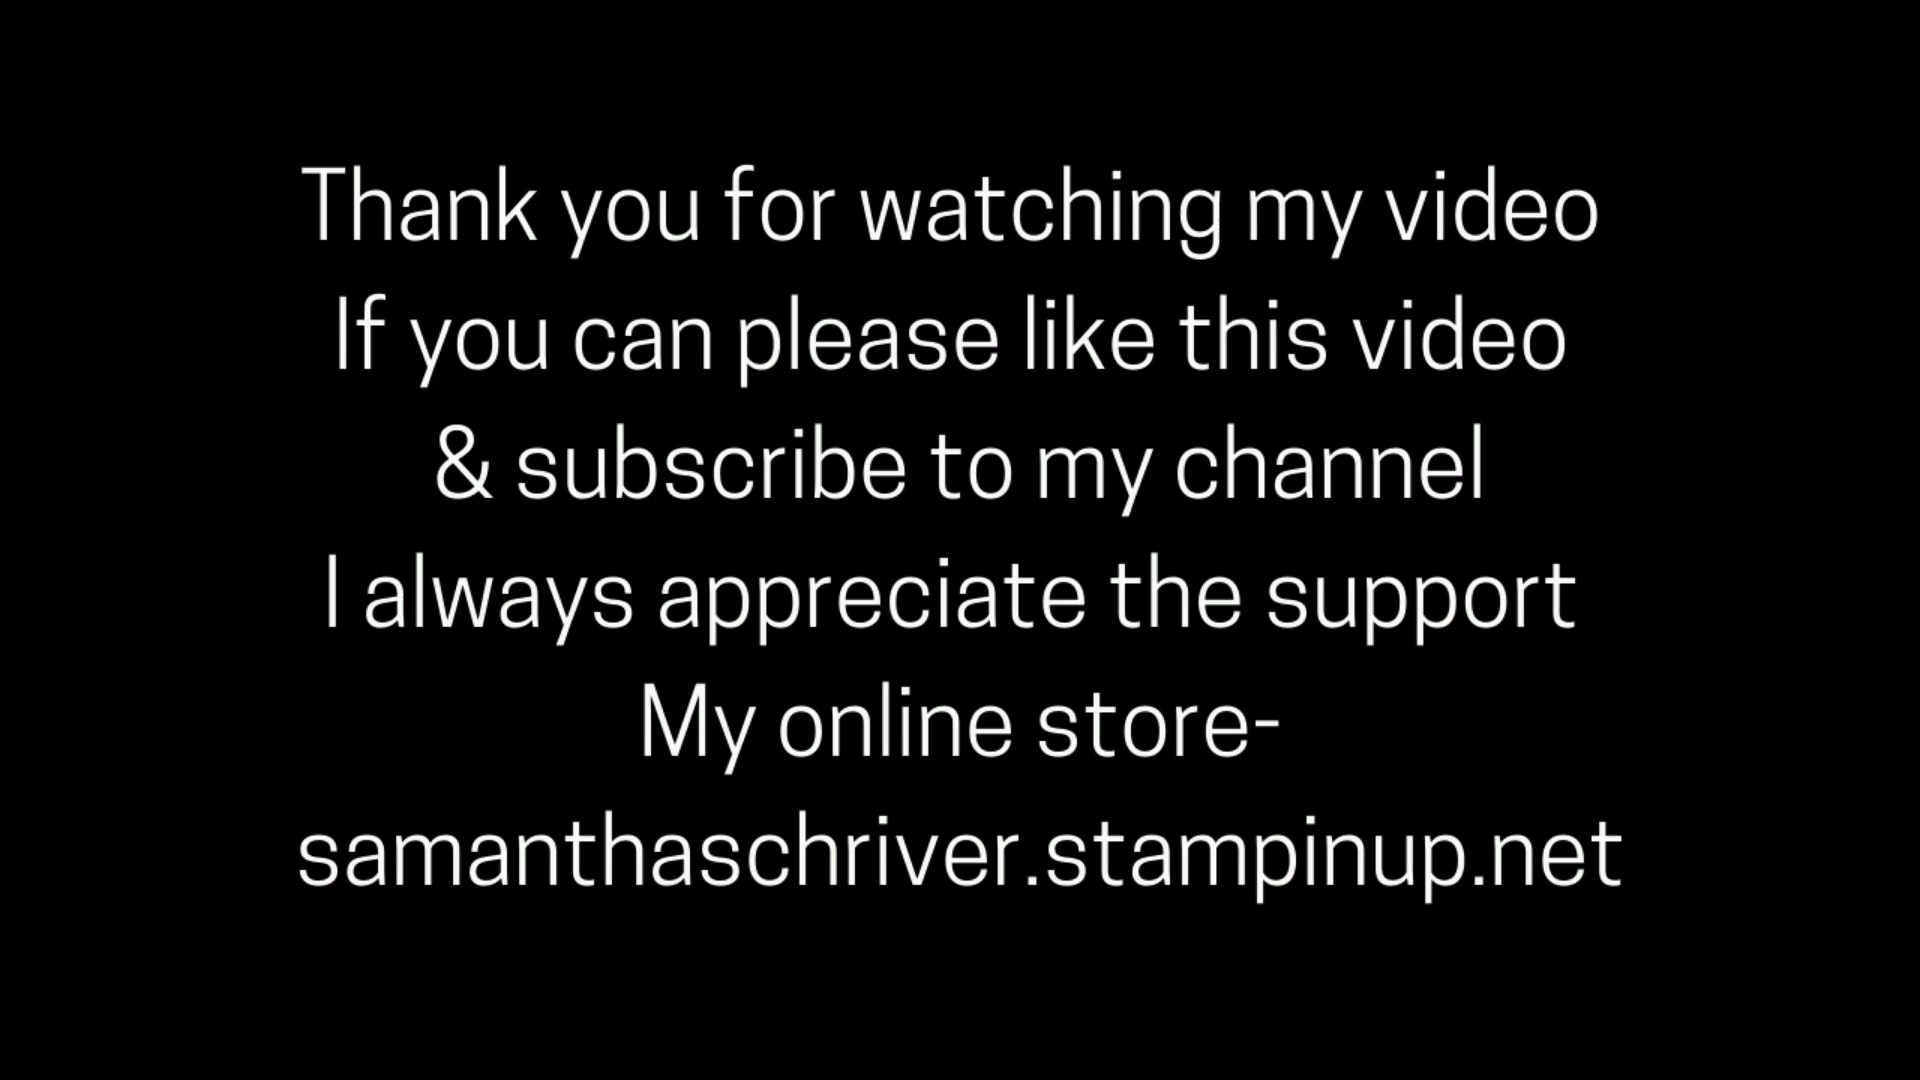 Thank you for watching my video
If you can please like this video
& subscribe to my channel
I always appreciate the support
My online store-
samanthaschriver.stampinup.net